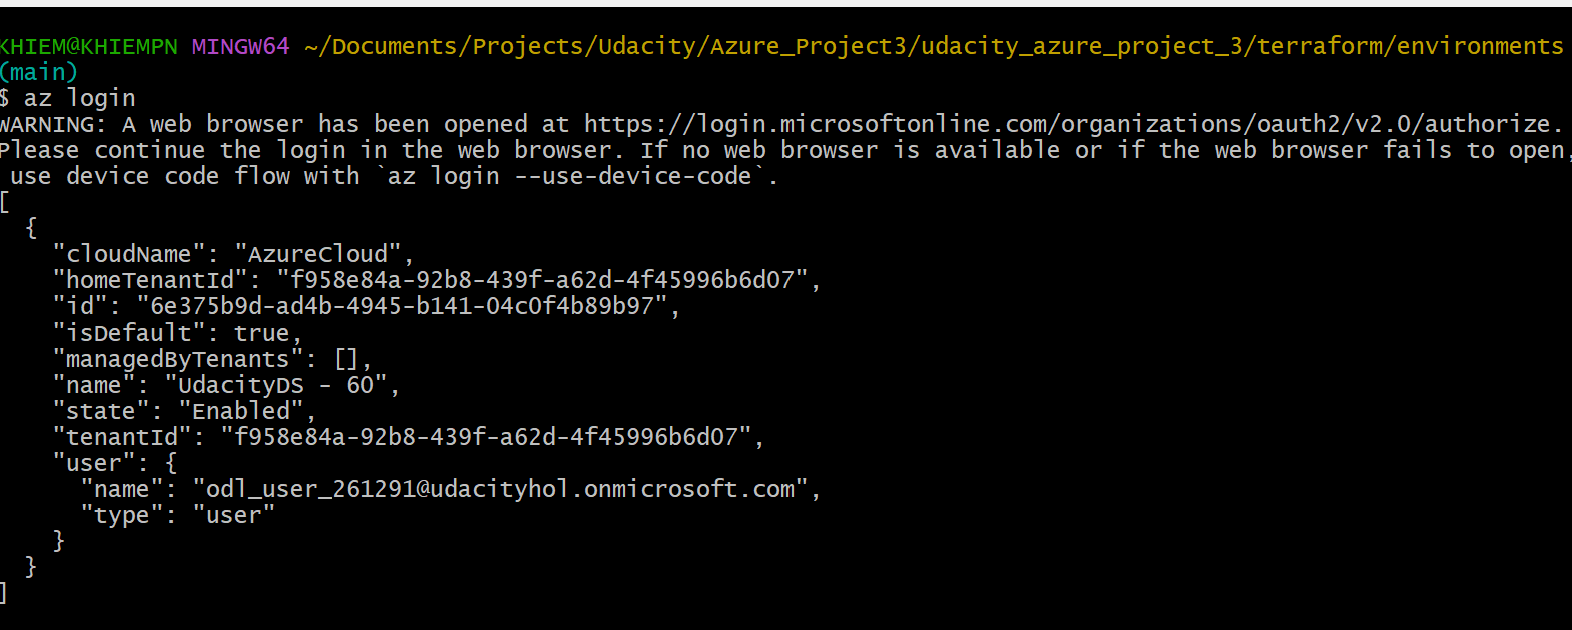 KHIEM@KHIEMPN MINGW64 ~/Documents/Projects/Udacity/Azure_Project3/udacity_azure_project_3/terraform/environments
(main)
$ az login
WARNING: A web browser has been opened at https://login.microsoftonline.com/organizations/oauth2/v2.0/authorize.
Please continue the login in the web browser. If no web browser is available or if the web browser fails to open,
 use device code flow with `az login --use-device-code`.
[
  {
    "cloudName": "AzureCloud",
    "homeTenantId": "f958e84a-92b8-439f-a62d-4f45996b6d07",
    "id": "6e375b9d-ad4b-4945-b141-04c0f4b89b97",
    "isDefault": true,
    "managedByTenants": [],
    "name": "UdacityDS - 60",
    "state": "Enabled",
    "tenantId": "f958e84a-92b8-439f-a62d-4f45996b6d07",
    "user": {
      "name": "odl_user_261291@udacityhol.onmicrosoft.com",
      "type": "user"
    }
  }
]